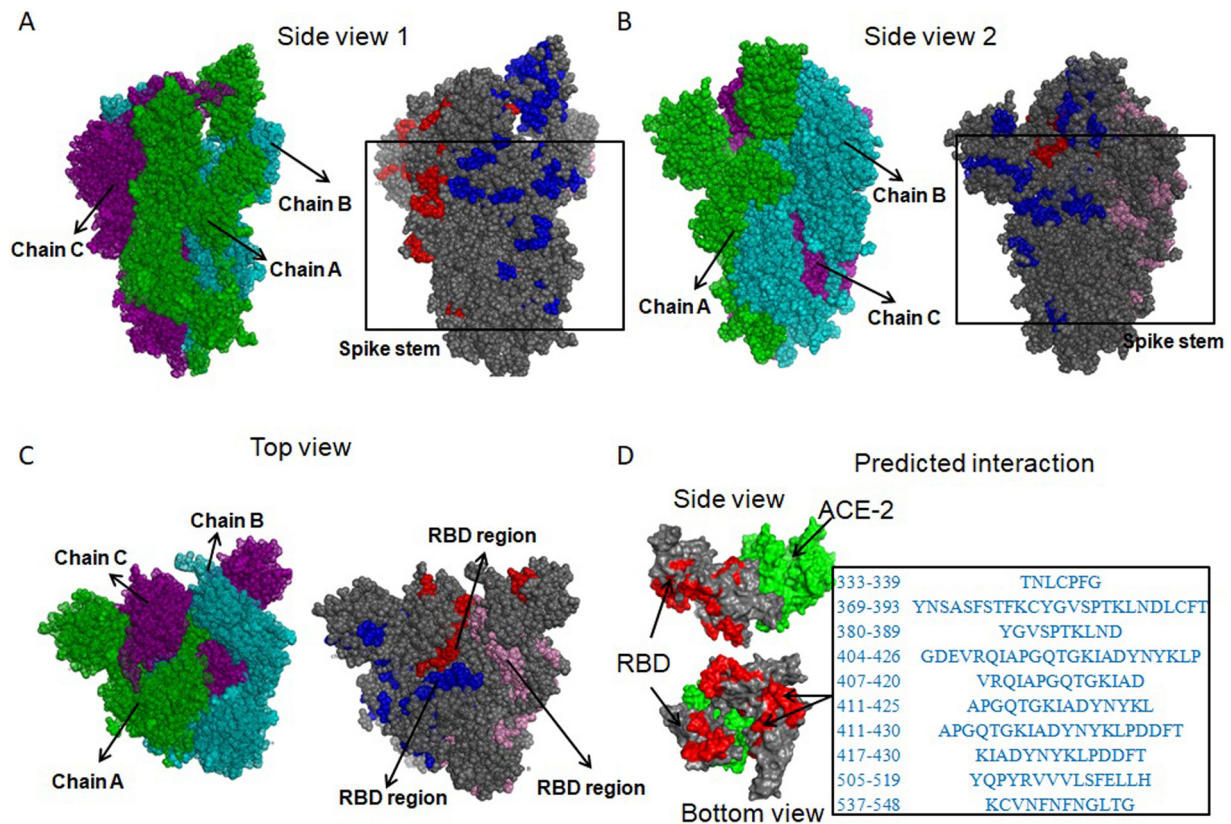 A
Side view 1
Chain B
Chain C
Chain A
Spike stem
B
Side view 2
Chain B
Chain A
Chain C
Spike stem
C
Top view
Chain B
Chain C
RBD region
Chain A
RBD region
RBD region
D
Predicted interaction
Side view
ACE-2
RBD
Bottom view
333-339 TNLCPFG
369-393 YNSASFSTFKCYGVSPTKLNDLCFT
380-389 YGVSPTKLND
404-426 GDEVRQIAPGQTGKIADYNYKLP
407-420 VRQIAPGQTGKIAD
411-425 APGQTGKIADYNYKL
411-430 APGQTGKIADYNYKLPDDFT
417-430 KIADYNYKLPDDFT
505-519 YQPYRVVVLSFELLH
537-548 KCVNFNFNGLTG